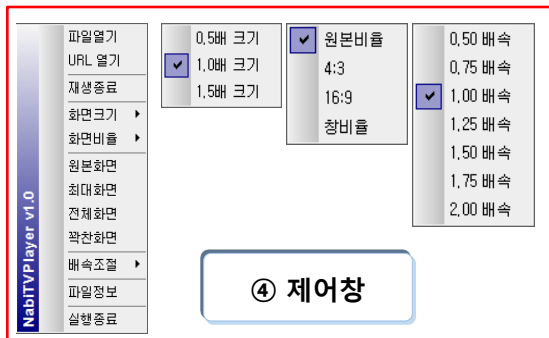 NabiTVPlayer v1.0
파일열기
URL 열기
재생종료
화면크기
화면비율
원본화면
최대화면
전체화면
꽉찬화면
배속조절
파일정보
실행종료
0.5배 크기
1.0배 크기
1.5배 크기
원본비율
4:3
16:9
창비율
0.50 배속
0.75 배속
1.00 배속
1.25 배속
1.50 배속
1.75 배속
2.00 배속
④ 제어창